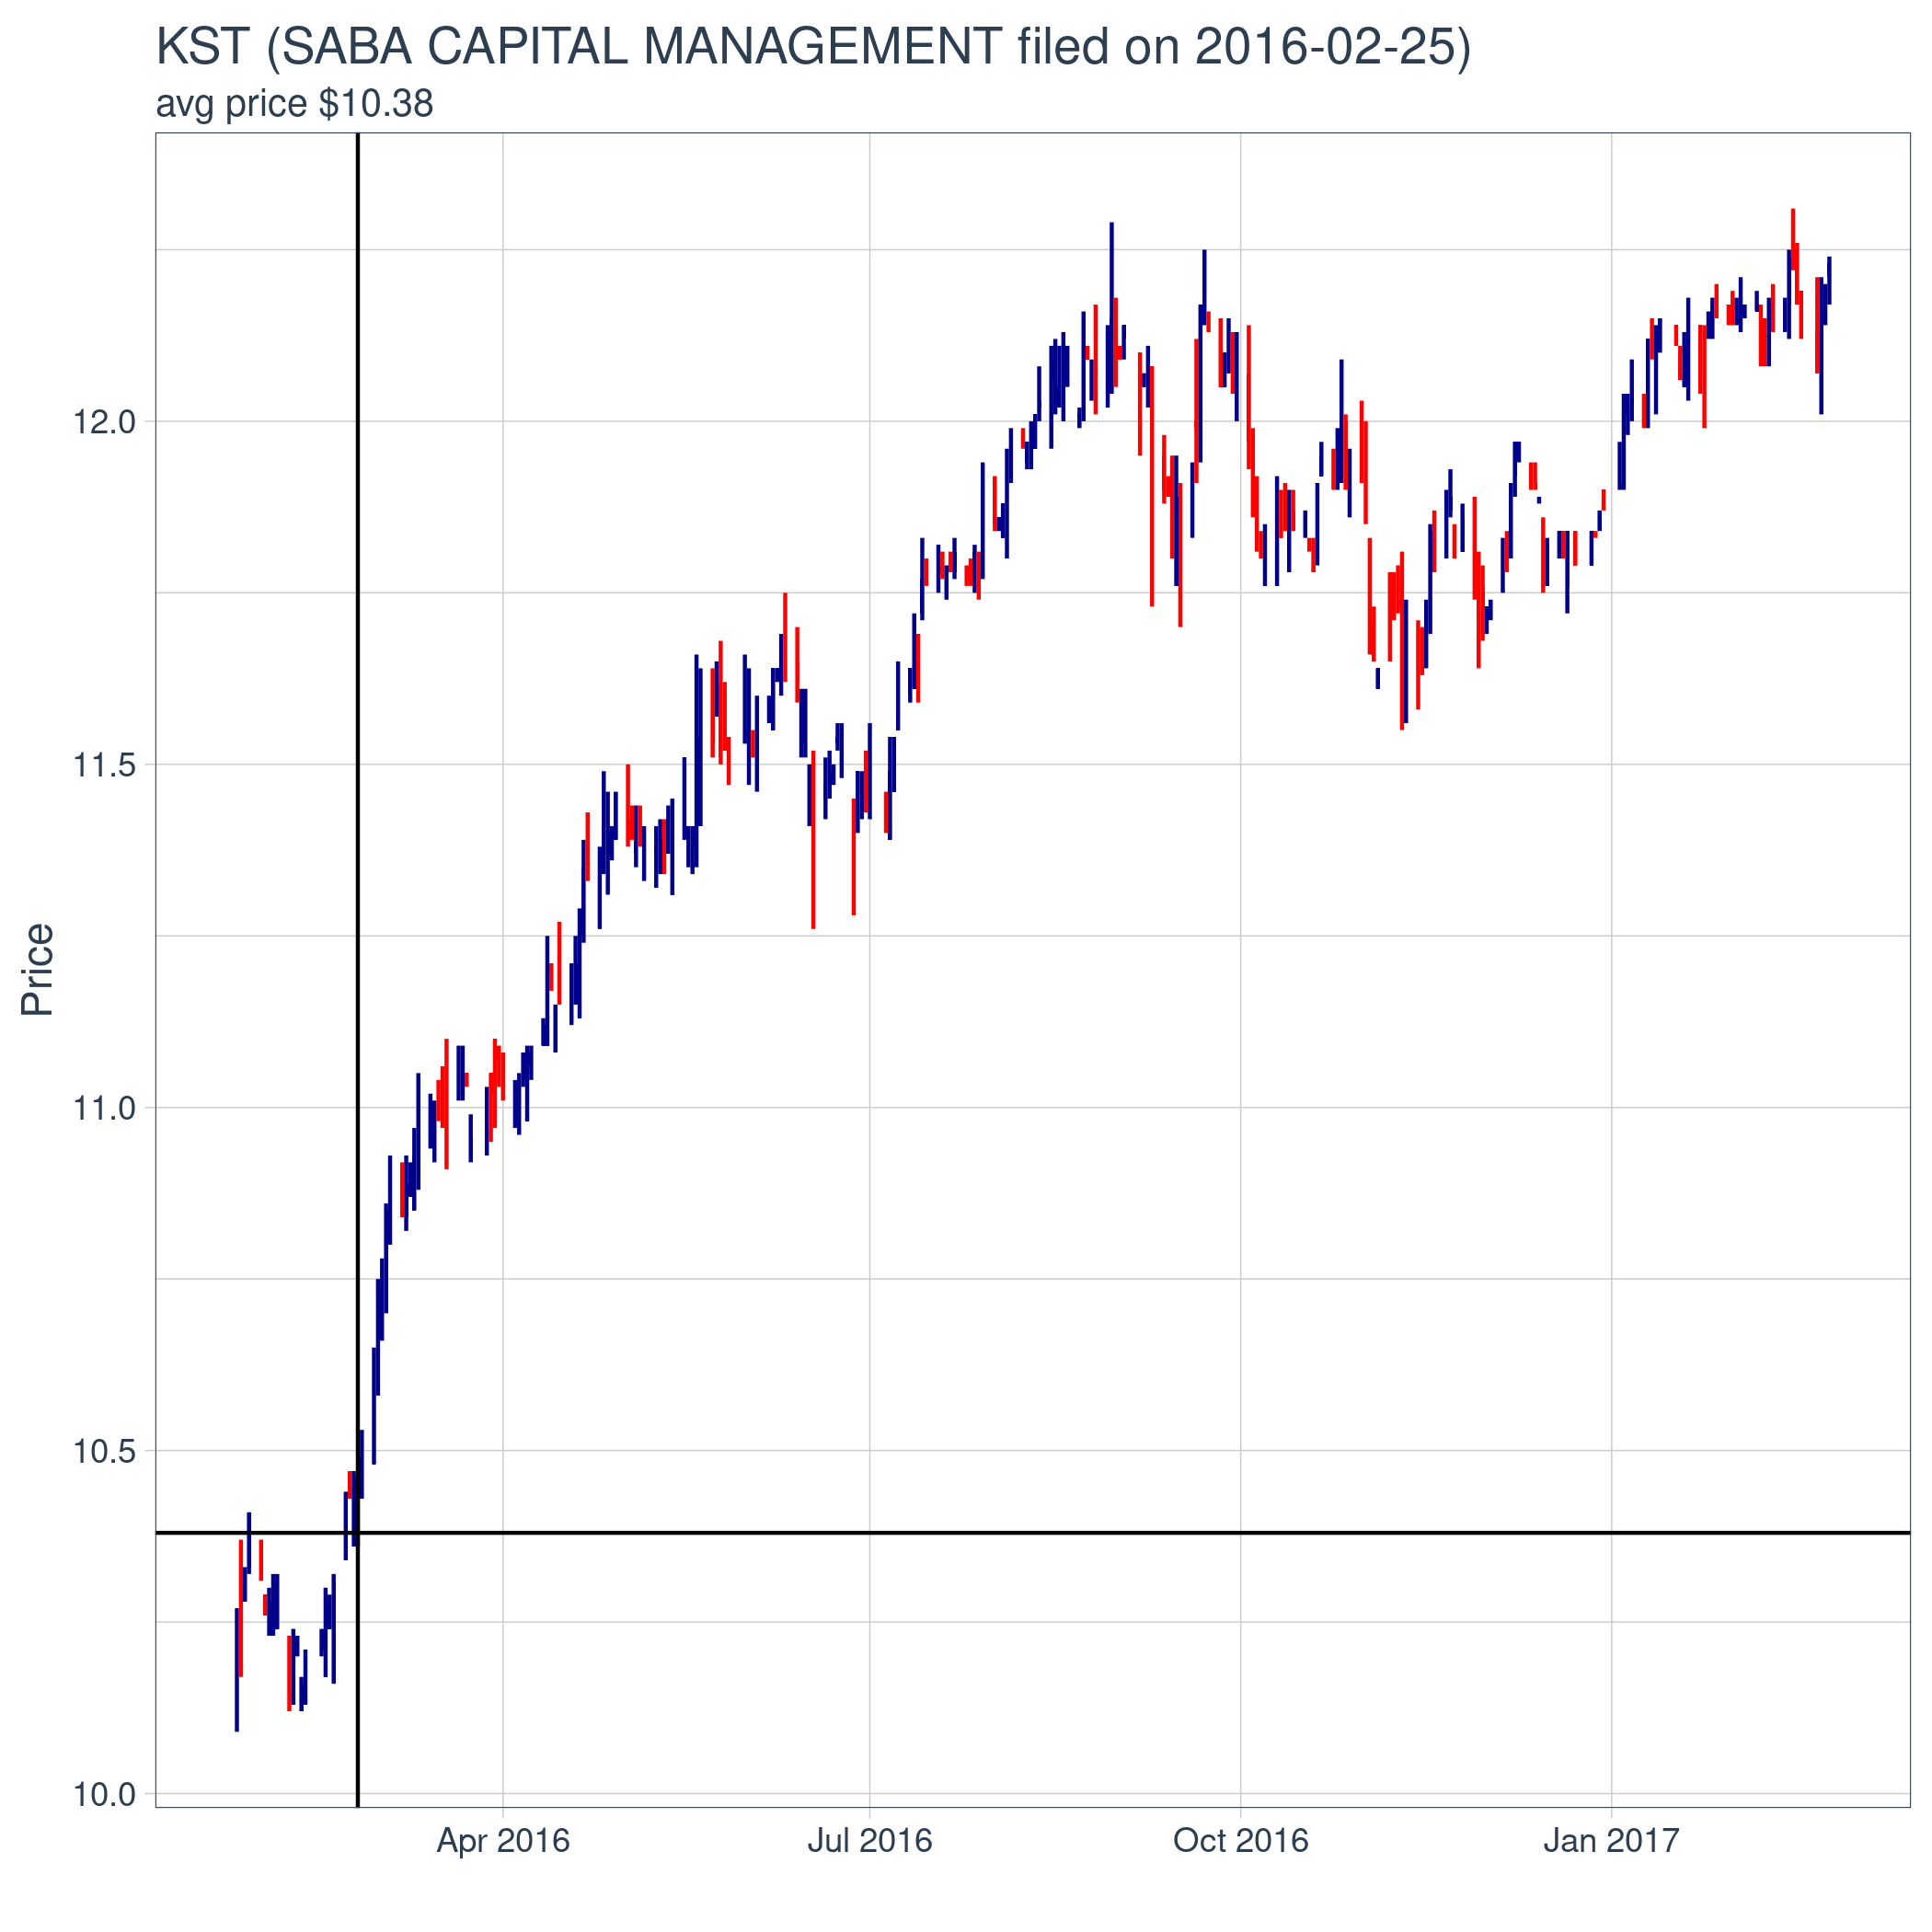 KST (SABA CAPITAL MANAGEMENT filed on 2016-02-25)
avg price $10.38
Price
12.0
11.5
11.0
10.5
10.0
Apr 2016
Jul 2016
Oct 2016
Jan 2017